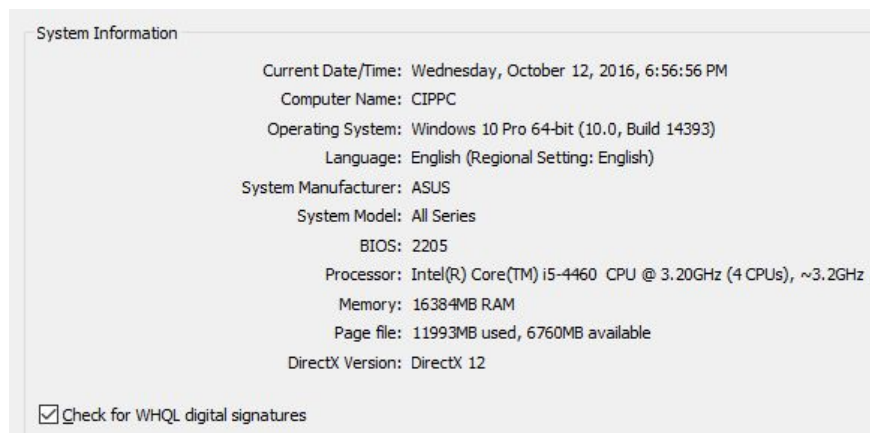 System Information
Current Date/Time: Wednesday, October 12, 2016, 6:56:56 PM
Computer Name: CIPPC
Operating System: Windows 10 Pro 64-bit (10.0, Build 14393)
Language: English (Regional Setting: English)
System Manufacturer: ASUS
System Model: All Series
BIOS: 2205
Processor: Intel(R) Core(TM) i5-4460  CPU @ 3.20GHz (4 CPUs), ~3.2GHz
Memory: 16384MB RAM
Page file: 11993MB used, 6760MB available
DirectX Version: DirectX 12
Check for WHQL digital signatures